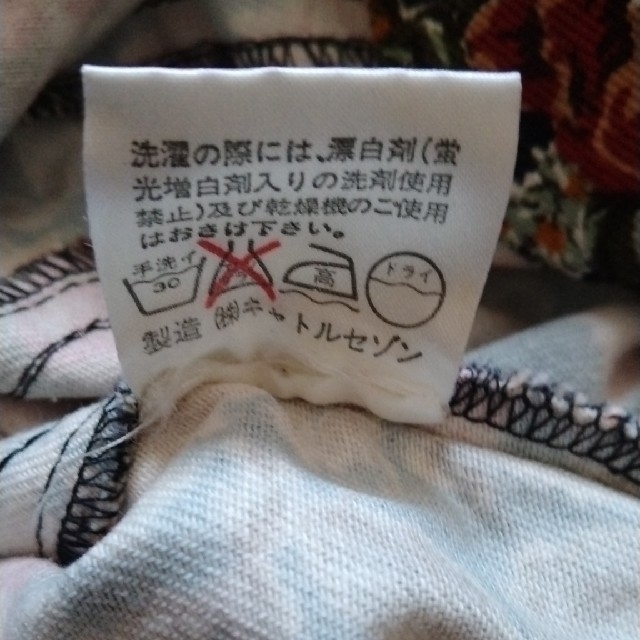 洗濯の際には、漂白剤(蛍
光増白剤入りの洗剤使用
禁止)及び乾燥機のご使用
はおさけ下さい。
手洗イ 30 高 ドライ
製造 ㈱キャトルセゾン